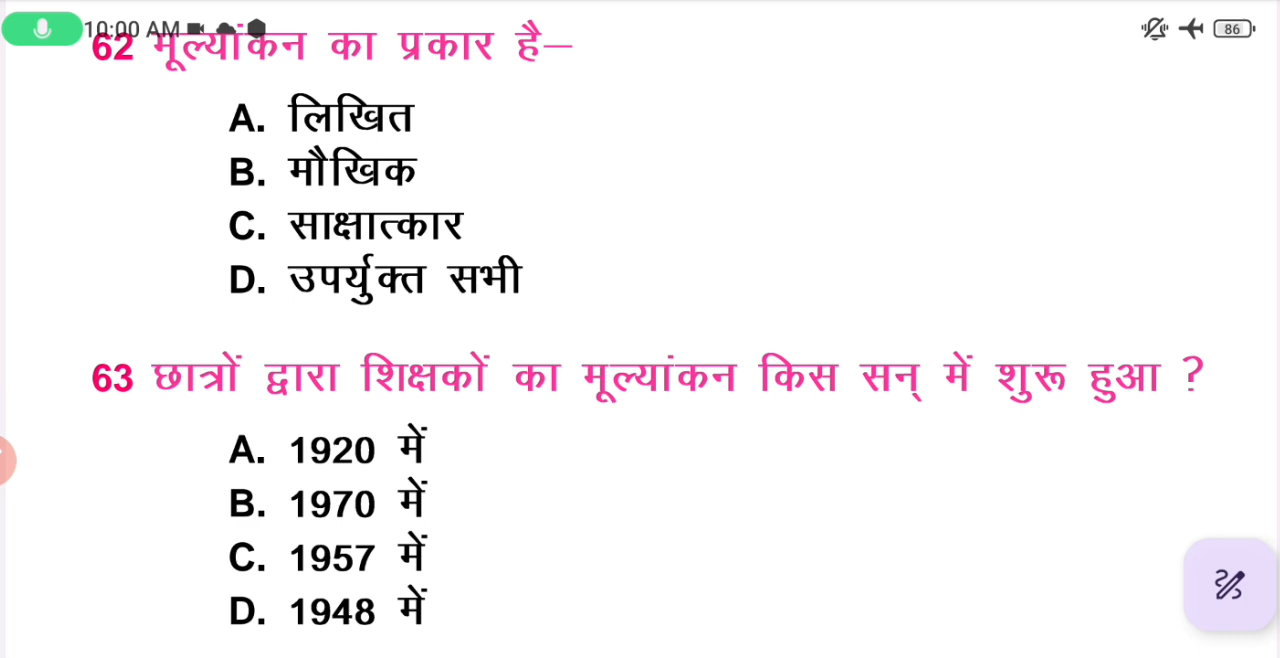 10:00 AM
86
62 मूल्यांकन का प्रकार है–
A. लिखित
B. मौखिक
C. साक्षात्कार
D. उपर्युक्त सभी
63 छात्रों द्वारा शिक्षकों का मूल्यांकन किस सन् में शुरू हुआ ?
A. 1920 में
B. 1970 में
C. 1957 में
D. 1948 में